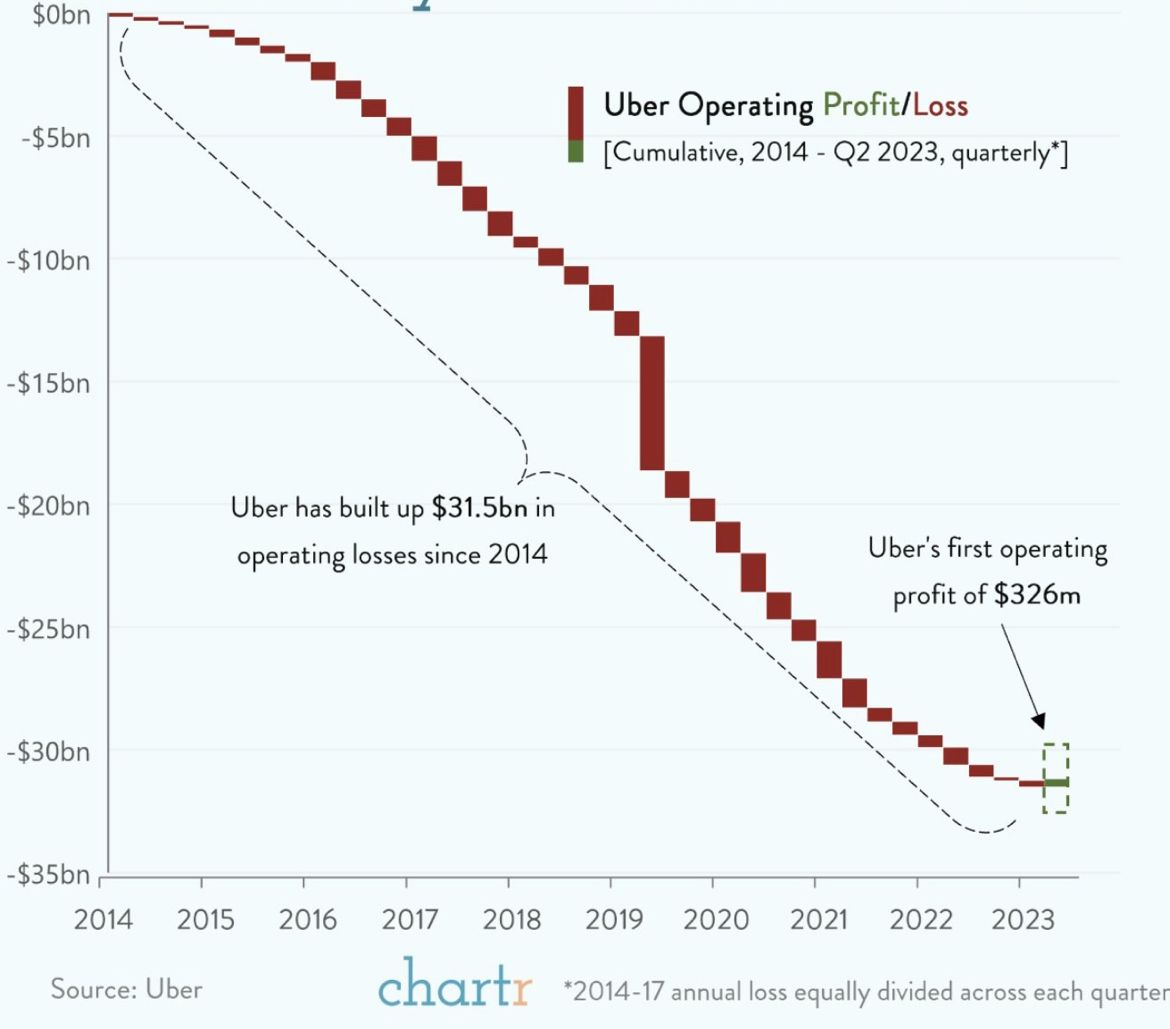 $0bn
Uber Operating Profit/Loss
[Cumulative, 2014 - Q2 2023, quarterly*]
-$5bn
-$10bn
-$15bn
-$20bn
Uber has built up $31.5bn in
operating losses since 2014
Uber's first operating
profit of $326m
-$25bn
-$30bn
-$35bn
2014 2015 2016 2017 2018 2019 2020 2021 2022 2023
Source: Uber
chartr
*2014-17 annual loss equally divided across each quarter